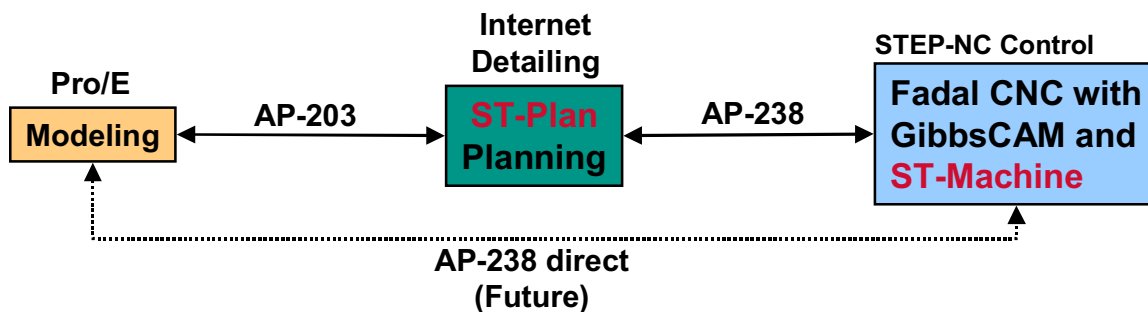 Pro/E
Modeling
AP-203
Internet
Detailing
ST-Plan
Planning
AP-238
STEP-NC Control
Fadal CNC with
GibbsCAM and
ST-Machine
AP-238 direct
(Future)